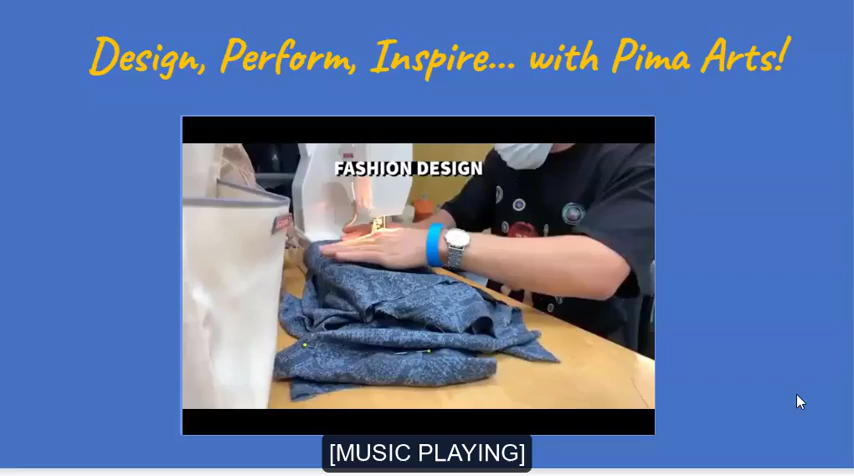 Design, Perform, Inspire... with Pima Arts!
FASHION DESIGN
[MUSIC PLAYING]